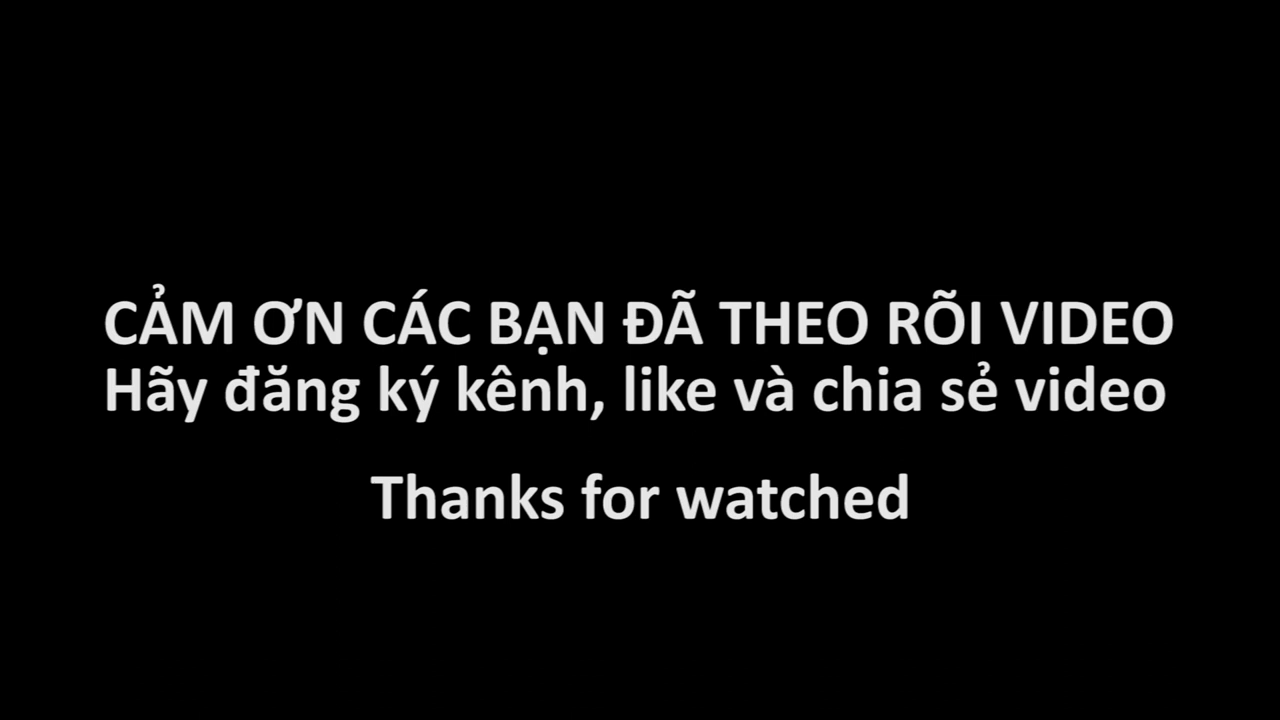 CẢM ƠN CÁC BẠN ĐÃ THEO RÕI VIDEO
Hãy đăng ký kênh, like và chia sẻ video
Thanks for watched